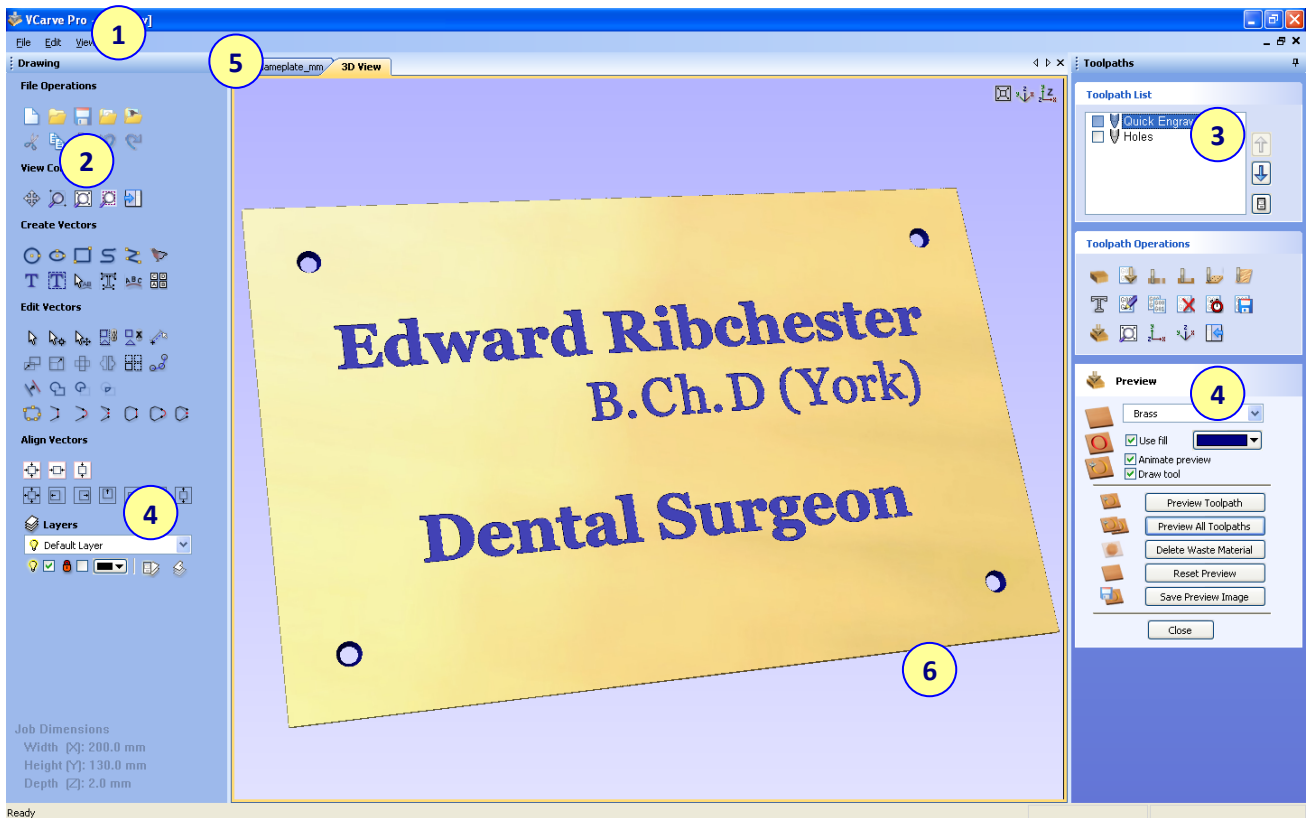 VCarve Pro
1
File Edit View
5
nameplate_mm 3D View
Drawing
File Operations
2
View Co
Create Vectors
Edit Vectors
Align Vectors
4
Layers
Default Layer
Job Dimensions
Width (X): 200.0 mm
Height (Y): 130.0 mm
Depth (Z): 2.0 mm
Ready
Edward Ribchester
B.Ch.D (York)
Dental Surgeon
6
Toolpaths
Toolpath List
Quick Engrav
Holes
3
Toolpath Operations
Preview
4
Brass
Use fill
Animate preview
Draw tool
Preview Toolpath
Preview All Toolpaths
Delete Waste Material
Reset Preview
Save Preview Image
Close